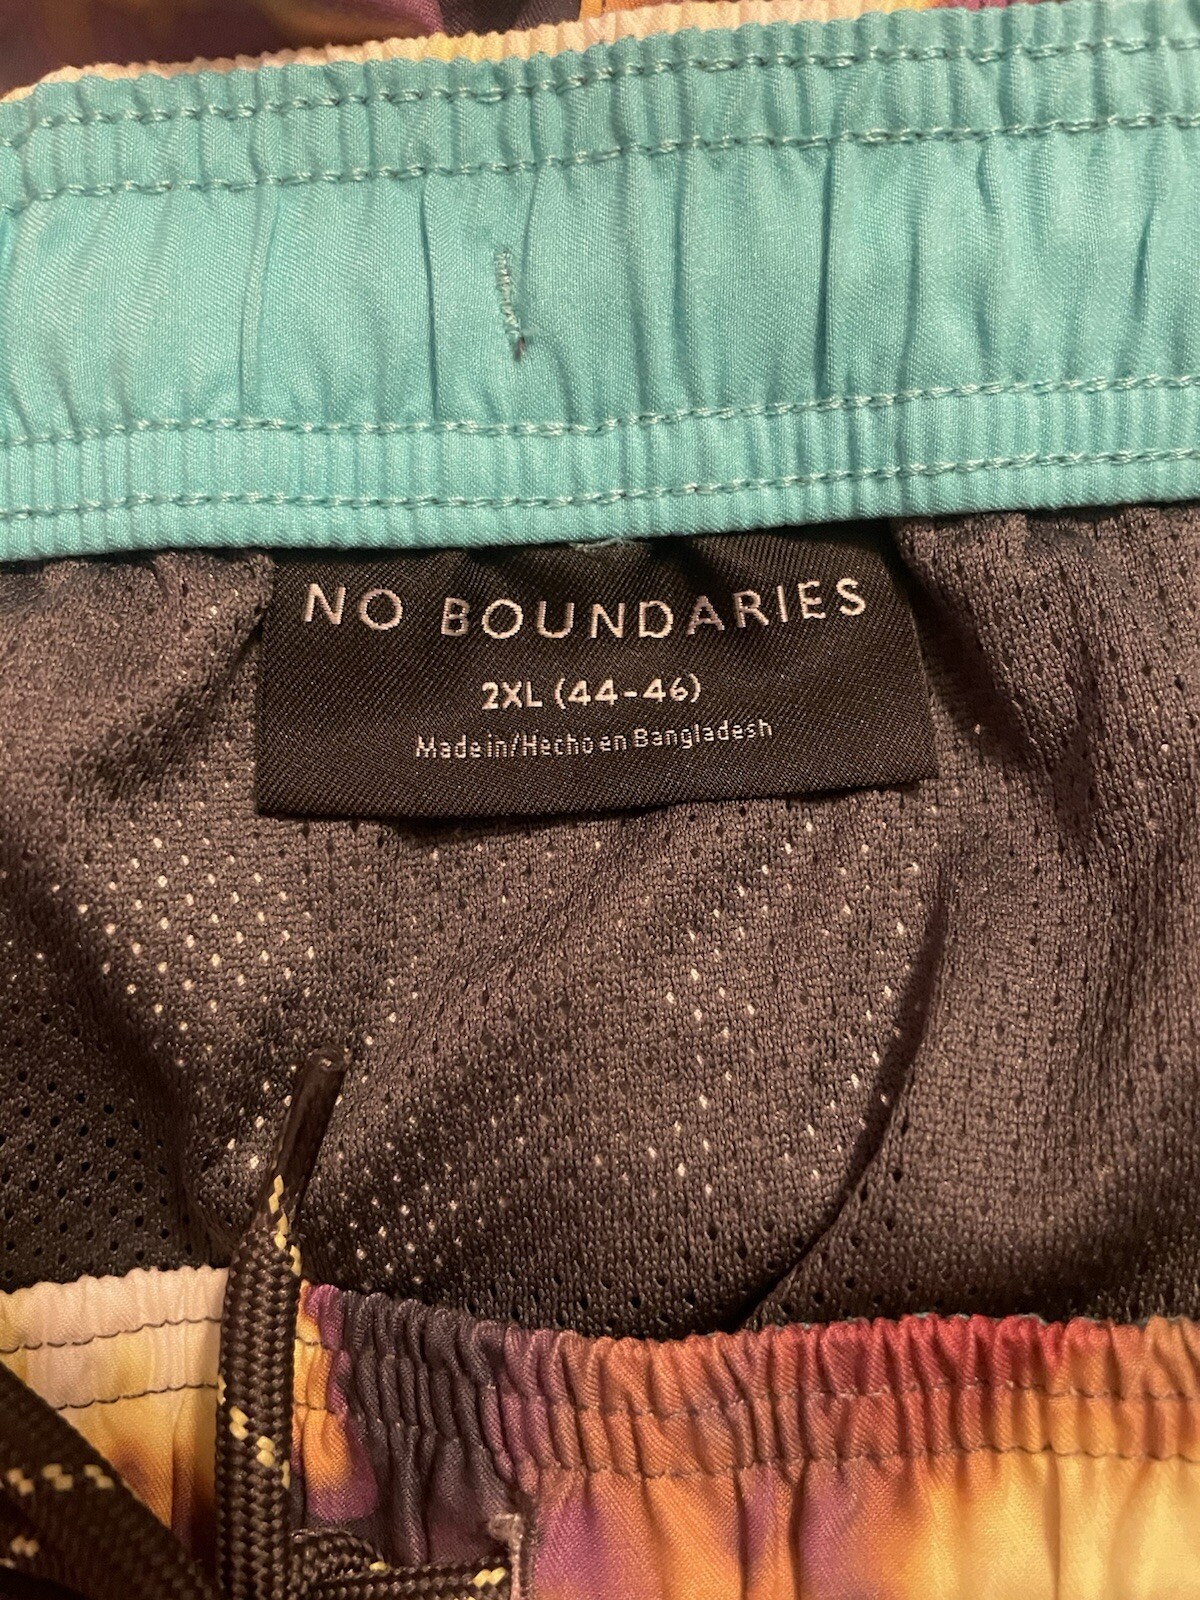 NO BOUNDARIES
2XL (44-46)
Made in/Hecho en Bangladesh